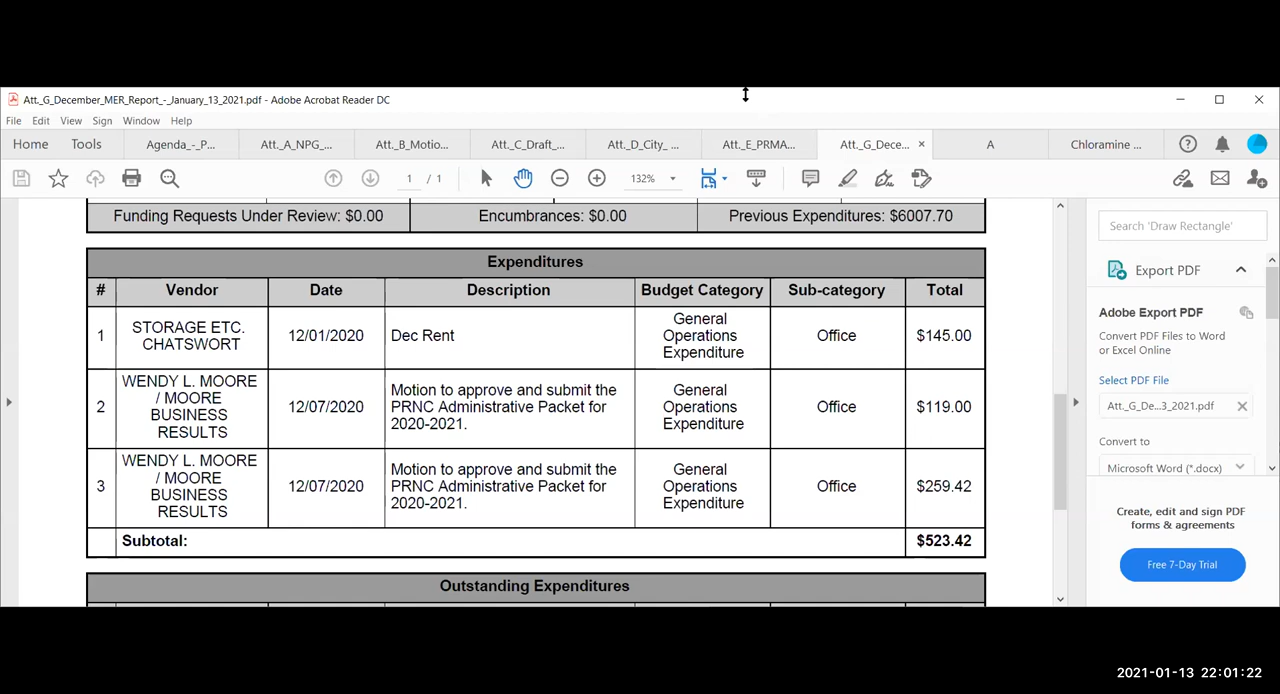 Att._G_December_MER_Report_-_January_13_2021.pdf - Adobe Acrobat Reader DC
File Edit View Sign Window Help
Home Tools Agenda_-_P... Att._A_NPG_... Att._B_Motio... Att._C_Draft_... Att._D_City_ ... Att._E_PRMA... Att._G_Dece... × A Chloramine ...
1 / 1 132%
Funding Requests Under Review: $0.00 Encumbrances: $0.00 Previous Expenditures: $6007.70
Expenditures
# Vendor Date Description Budget Category Sub-category Total
1 STORAGE ETC. CHATSWORT 12/01/2020 Dec Rent General Operations Expenditure Office $145.00
2 WENDY L. MOORE / MOORE BUSINESS RESULTS 12/07/2020 Motion to approve and submit the PRNC Administrative Packet for 2020-2021. General Operations Expenditure Office $119.00
3 WENDY L. MOORE / MOORE BUSINESS RESULTS 12/07/2020 Motion to approve and submit the PRNC Administrative Packet for 2020-2021. General Operations Expenditure Office $259.42
Subtotal: $523.42
Outstanding Expenditures
Search 'Draw Rectangle'
Export PDF
Adobe Export PDF
Convert PDF Files to Word
or Excel Online
Select PDF File
Att._G_De...3_2021.pdf
Convert to
Microsoft Word (*.docx)
Create, edit and sign PDF
forms & agreements
Free 7-Day Trial
2021-01-13 22:01:22